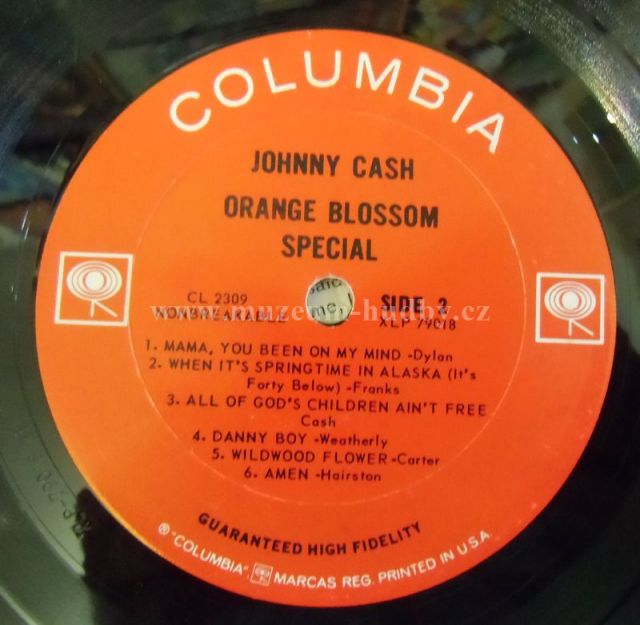 COLUMBIA
JOHNNY CASH
ORANGE BLOSSOM
SPECIAL
CL 2309
NONBREAKABLE
SIDE 2
XLP 79018
www.muzeum-hudby.cz
1. MAMA, YOU BEEN ON MY MIND -Dylan
2. WHEN IT'S SPRINGTIME IN ALASKA (It's
Forty Below) -Franks
3. ALL OF GOD'S CHILDREN AIN'T FREE
Cash
4. DANNY BOY -Weatherly
5. WILDWOOD FLOWER -Carter
6. AMEN -Hairston
GUARANTEED HIGH FIDELITY
® "COLUMBIA", MARCAS REG. PRINTED IN U.S.A.